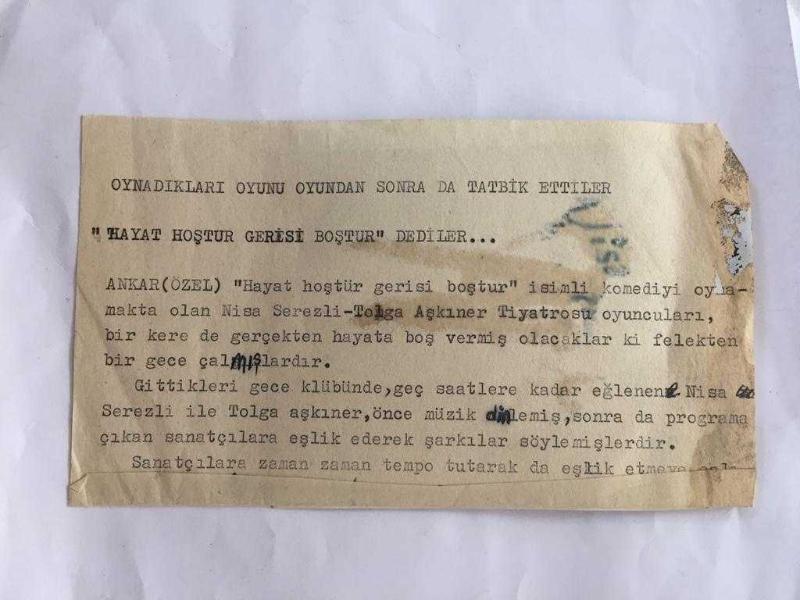 OYNADIKLARI OYUNU OYUNDAN SONRA DA TATBİK ETTİLER
" HAYAT HOŞTUR GERİSİ BOŞTUR" DEDİLER...
ANKAR(ÖZEL) "Hayat hoştür gerisi boştur" isimli komediyi oyna-
makta olan Nisa Serezli-Tolga Aşkıner Tiyatrosu oyuncuları,
bir kere de gerçekten hayata boş vermiş olacaklar ki felekten
bir gece çalmışlardır.
Gittikleri gece klübünde,geç saatlere kadar eğlenen Nisa
Serezli ile Tolga aşkıner,önce müzik dinlemiş,sonra da programa
çıkan sanatçılara eşlik ederek şarkılar söylemişlerdir.
Sanatçılara zaman zaman tempo tutarak da eşlik etmeye
Nisa